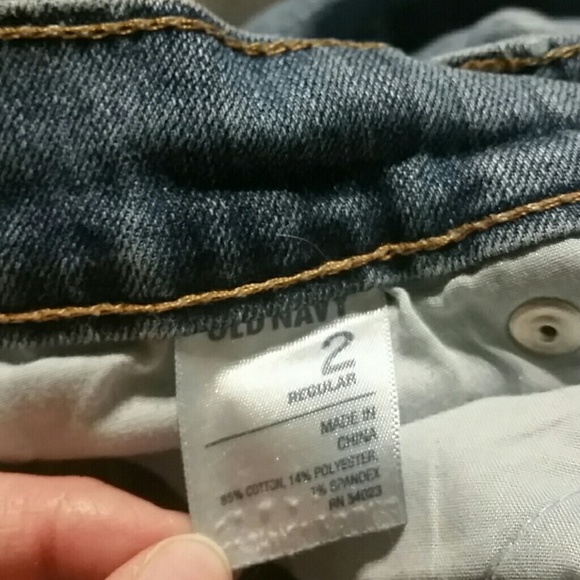 OLD NAVY
2
REGULAR
MADE IN
CHINA
85% COTTON, 14% POLYESTER,
1% SPANDEX
RN 54023